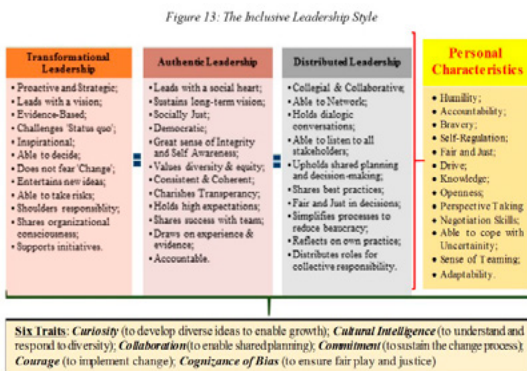 Figure 13: The Inclusive Leadership Style
Transformational
Leadership
Proactive and Strategic;
Leads with a vision;
Evidence-Based;
Challenges 'Status quo';
Inspirational;
Able to decide;
Does not fear 'Change';
Entertains new ideas;
Able to take risks;
Shoulders responsiblity;
Shares organizational
consciousness;
Supports initiatives.
Authentic Leadership
Leads with a social heart;
Sustains long-term vision;
Socially Just;
Democratic;
Great sense of Integrity
and Self Awareness;
Values diversity & equity;
Consistent & Coherent;
Charishes Transperancy;
Holds high expectations;
Shares success with team;
Draws on experience &
evidence;
Accountable.
Distributed Leadership
Collegial & Collaborative;
Able to Network;
Holds dialogic
conversations;
Able to listen to all
stakeholders;
Upholds shared planning
and decision-making;
Shares best practices;
Fair and Just in decisions;
Simplifies processes to
reduce beaucracy;
Reflects on own practice;
Distributes roles for
collective responsibility.
Personal
Characteristics
Humility;
Accountability;
Bravery;
Self-Regulation;
Fair and Just;
Drive;
Knowledge;
Openness;
Perspective Taking
Negotiation Skills;
Able to cope with
Uncertainity;
Sense of Teaming;
Adaptability.
Six Traits: Curiosity (to develop diverse ideas to enable growth); Cultural Intelligence (to understand and
respond to diversity); Collaboration (to enable shared planning); Commitment (to sustain the change process);
Courage (to implement change); Cognizance of Bias (to ensure fair play and justice)